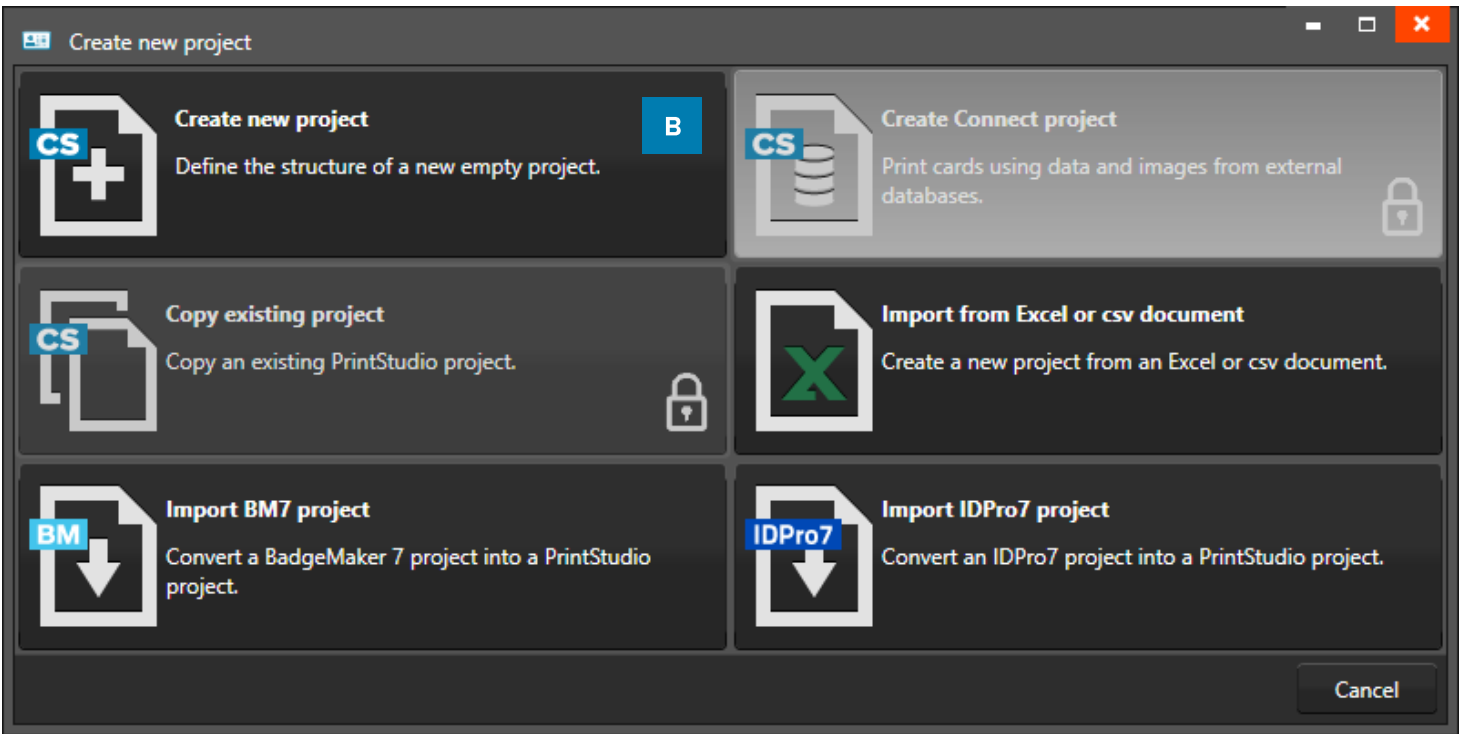 Create new project
Create new project
B
CS
Define the structure of a new empty project.
Create Connect project
CS
Print cards using data and images from external
databases.
Copy existing project
CS
Copy an existing PrintStudio project.
Import from Excel or csv document
X
Create a new project from an Excel or csv document.
Import BM7 project
BM
Convert a BadgeMaker 7 project into a PrintStudio
project.
Import IDPro7 project
IDPro7
Convert an IDPro7 project into a PrintStudio project.
Cancel